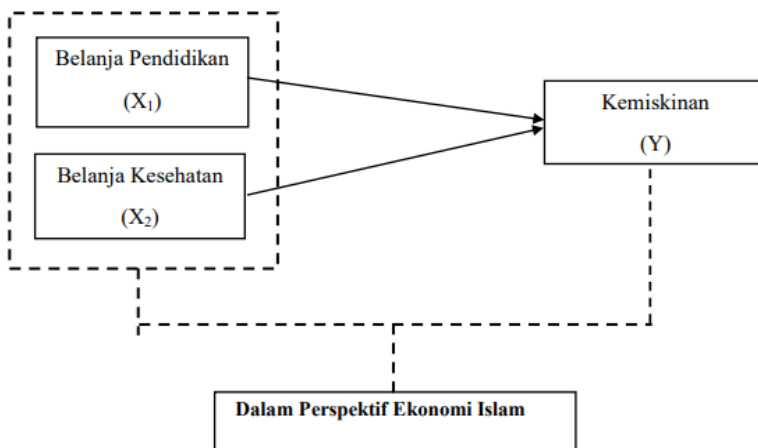 Belanja Pendidikan
(X₁)
Belanja Kesehatan
(X₂)
Kemiskinan
(Y)
Dalam Perspektif Ekonomi Islam